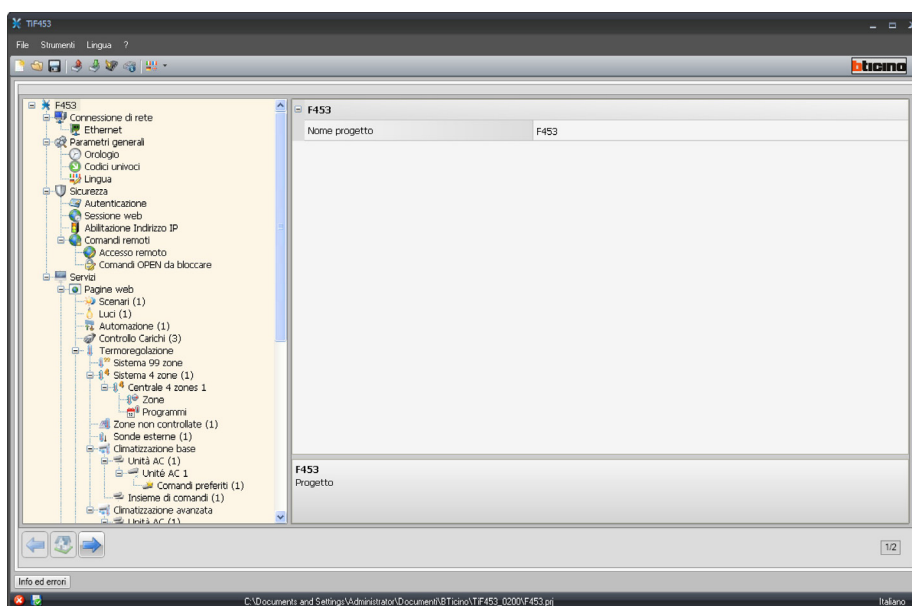 TiF453
File Strumenti Lingua ?
bticino
F453
Connessione di rete
Ethernet
Parametri generali
Orologio
Codici univoci
Lingua
Sicurezza
Autenticazione
Sessione web
Abilitazione Indirizzo IP
Comandi remoti
Accesso remoto
Comandi OPEN da bloccare
Servizi
Pagine web
Scenari (1)
Luci (1)
Automazione (1)
Controllo Carichi (3)
Termoregolazione
Sistema 99 zone
Sistema 4 zone (1)
Centrale 4 zones 1
Zone
Programmi
Zone non controllate (1)
Sonde esterne (1)
Climatizzazione base
Unità AC (1)
Unité AC 1
Comandi preferiti (1)
Insieme di comandi (1)
Climatizzazione avanzata
Unità AC (1)
F453
Nome progetto F453
F453
Progetto
1/2
Info ed errori
C:\Documents and Settings\Administrator\Documenti\BTicino\TiF453_0200\F453.prj Italiano